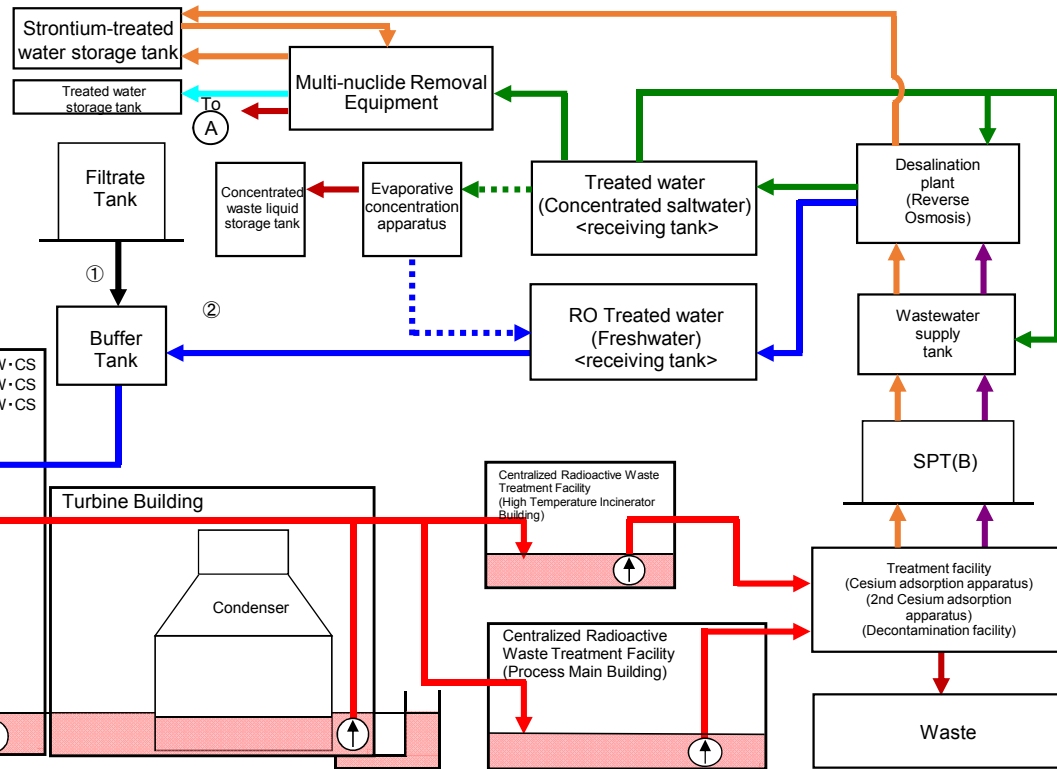 Strontium-treated
water storage tank
Treated water
storage tank
To
A
Multi-nuclide Removal
Equipment
Filtrate
Tank
①
Concentrated
waste liquid
storage tank
Evaporative
concentration
apparatus
Treated water
(Concentrated saltwater)
<receiving tank>
Desalination
plant
(Reverse
Osmosis)
②
Buffer
Tank
RO Treated water
(Freshwater)
<receiving tank>
Wastewater
supply
tank
W・CS
W・CS
W・CS
SPT(B)
Turbine Building
Condenser
Centralized Radioactive Waste
Treatment Facility
(High Temperature Incinerator
Building)
Treatment facility
(Cesium adsorption apparatus)
(2nd Cesium adsorption
apparatus)
(Decontamination facility)
Centralized Radioactive
Waste Treatment Facility
(Process Main Building)
Waste